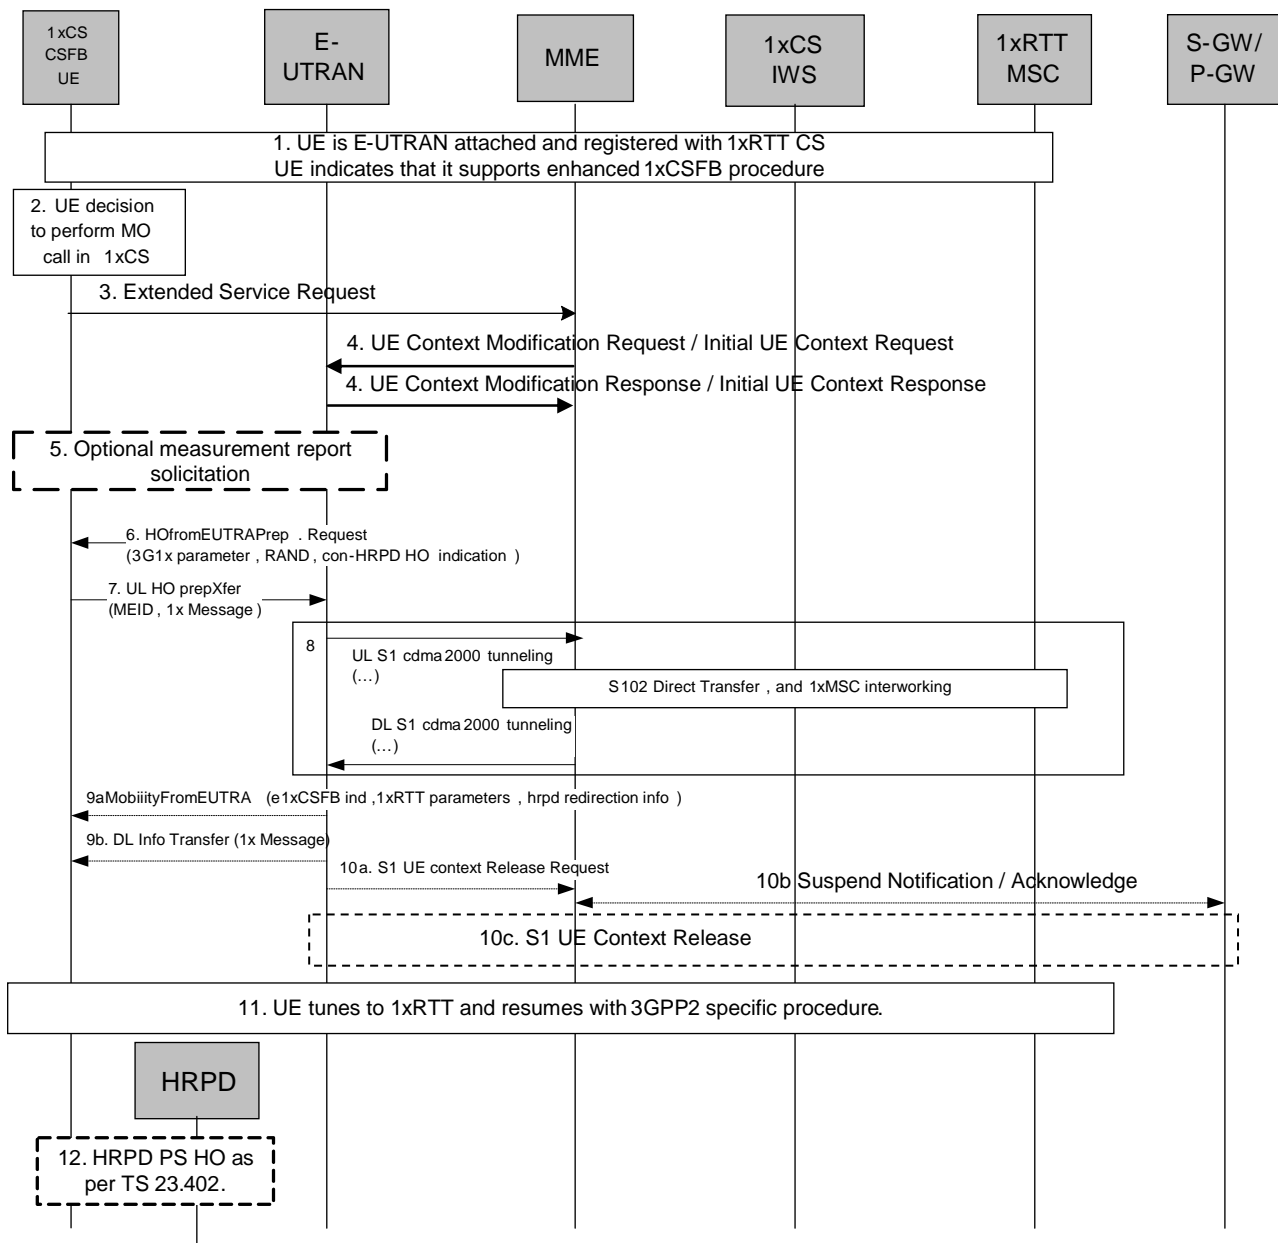 1xCS
CSFB
UE
E-
UTRAN
MME
1xCS
IWS
1xRTT
MSC
S-GW/
P-GW
1. UE is E-UTRAN attached and registered with 1xRTT CS
UE indicates that it supports enhanced 1xCSFB procedure
2. UE decision
to perform MO
call in 1xCS
3. Extended Service Request
4. UE Context Modification Request / Initial UE Context Request
4. UE Context Modification Response / Initial UE Context Response
5. Optional measurement report
solicitation
6. HOfromEUTRAPrep . Request
(3G1x parameter , RAND , con-HRPD HO indication )
7. UL HO prepXfer
(MEID , 1x Message )
8
UL S1 cdma 2000 tunneling
(...)
S102 Direct Transfer , and 1xMSC interworking
DL S1 cdma 2000 tunneling
(...)
9aMobiiityFromEUTRA (e1xCSFB ind ,1xRTT parameters , hrpd redirection info )
9b. DL Info Transfer (1x Message)
10a. S1 UE context Release Request
10b Suspend Notification / Acknowledge
10c. S1 UE Context Release
11. UE tunes to 1xRTT and resumes with 3GPP2 specific procedure.
HRPD
12. HRPD PS HO as
per TS 23.402.